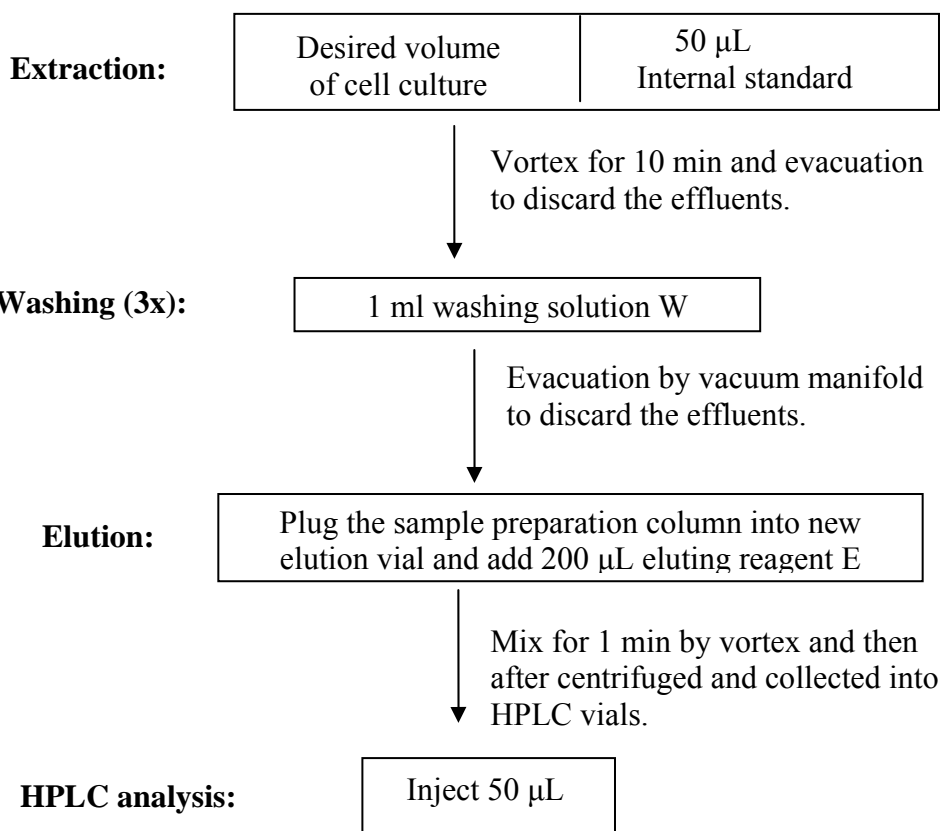 Extraction:
Desired volume
of cell culture
50 μL
Internal standard
Vortex for 10 min and evacuation
to discard the effluents.
Washing (3x):
1 ml washing solution W
Evacuation by vacuum manifold
to discard the effluents.
Elution:
Plug the sample preparation column into new
elution vial and add 200 μL eluting reagent E
Mix for 1 min by vortex and then
after centrifuged and collected into
HPLC vials.
HPLC analysis:
Inject 50 μL